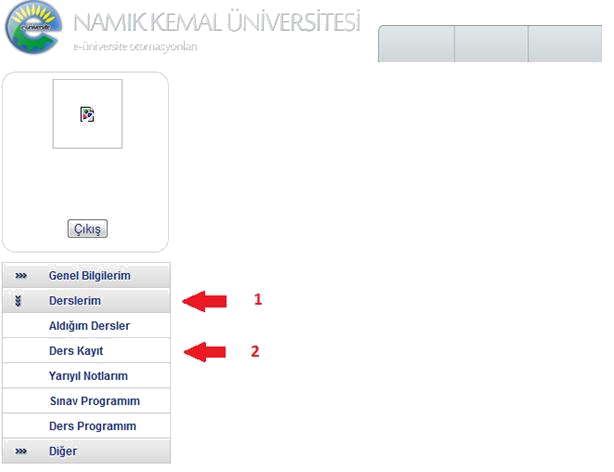 NAMIK KEMAL ÜNİVERSİTESİ
e-üniversite otomasyonları
Çıkış
Genel Bilgilerim
Derslerim
1
Aldığım Dersler
Ders Kayıt
2
Yarıyıl Notlarım
Sınav Programım
Ders Programım
Diğer